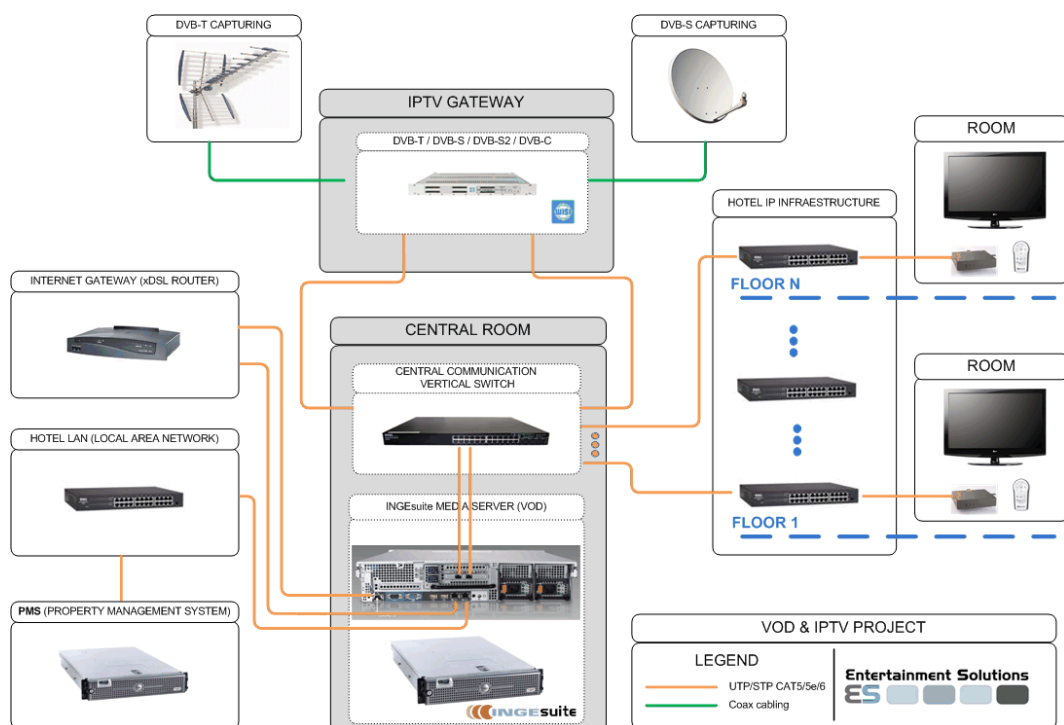 DVB-T CAPTURING
DVB-S CAPTURING
IPTV GATEWAY
DVB-T / DVB-S / DVB-S2 / DVB-C
WISI
ROOM
HOTEL IP INFRAESTRUCTURE
FLOOR N
INTERNET GATEWAY (xDSL ROUTER)
CENTRAL ROOM
CENTRAL COMMUNICATION
VERTICAL SWITCH
ROOM
HOTEL LAN (LOCAL AREA NETWORK)
INGEsuite MEDIA SERVER (VOD)
FLOOR 1
PMS (PROPERTY MANAGEMENT SYSTEM)
INGEsuite
VOD & IPTV PROJECT
LEGEND
UTP/STP CAT5/5e/6
Coax cabling
Entertainment Solutions
ES